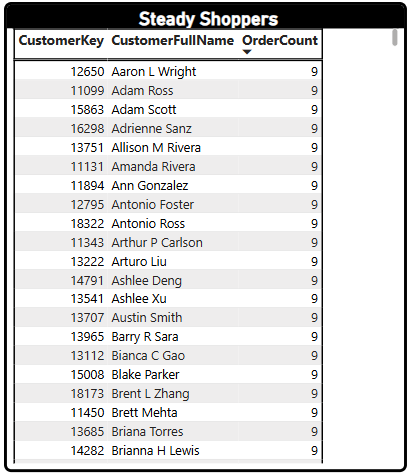 Steady Shoppers
CustomerKey CustomerFullName OrderCount
12650 Aaron L Wright 9
11099 Adam Ross 9
15863 Adam Scott 9
16298 Adrienne Sanz 9
13751 Allison M Rivera 9
11131 Amanda Rivera 9
11894 Ann Gonzalez 9
12795 Antonio Foster 9
18322 Antonio Ross 9
11343 Arthur P Carlson 9
13222 Arturo Liu 9
14791 Ashlee Deng 9
13541 Ashlee Xu 9
13707 Austin Smith 9
13965 Barry R Sara 9
13112 Bianca C Gao 9
15008 Blake Parker 9
18173 Brent L Zhang 9
11450 Brett Mehta 9
13685 Briana Torres 9
14282 Brianna H Lewis 9